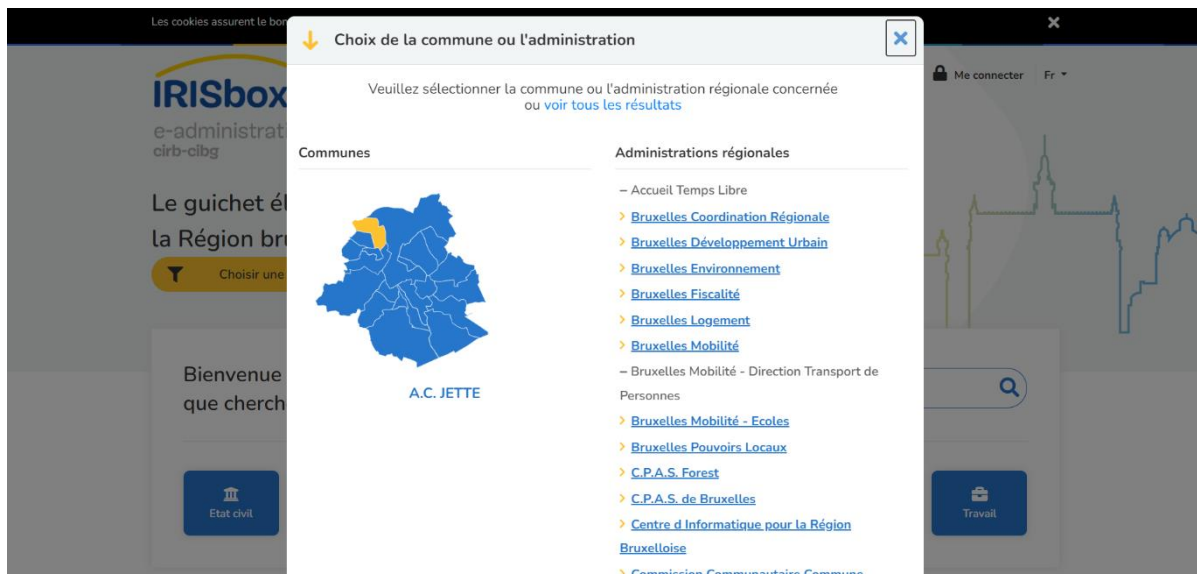 Les cookies assurent le bon
Choix de la commune ou l'administration
IRISbox
e-administrat
cirb-cibg
Me connecter
Fr
Le guichet él
la Région bru
Choisir une
Veuillez sélectionner la commune ou l'administration régionale concernée
ou voir tous les résultats
Communes
A.C. JETTE
Administrations régionales
– Accueil Temps Libre
Bruxelles Coordination Régionale
Bruxelles Développement Urbain
Bruxelles Environnement
Bruxelles Fiscalité
Bruxelles Logement
Bruxelles Mobilité
– Bruxelles Mobilité - Direction Transport de
Personnes
Bruxelles Mobilité - Ecoles
Bruxelles Pouvoirs Locaux
C.P.A.S. Forest
C.P.A.S. de Bruxelles
Centre d Informatique pour la Région
Bruxelloise
Commission Communautaire Commune
Bienvenue
que cherch
Etat civil
Travail